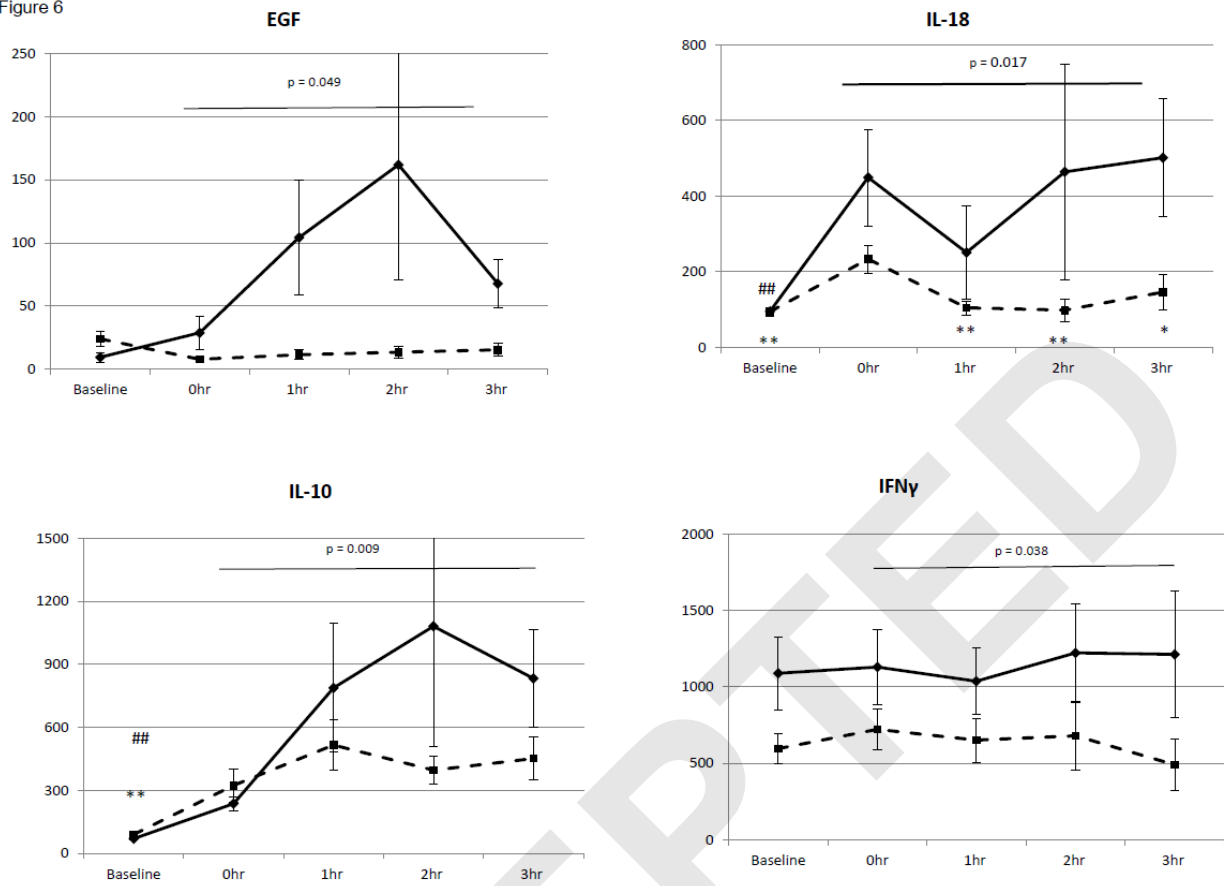 Figure 6
EGF
250
200
150
100
50
0
p = 0.049
Baseline 0hr 1hr 2hr 3hr
IL-18
800
600
400
200
0
p = 0.017
##
**
**
**
*
Baseline 0hr 1hr 2hr 3hr
IL-10
1500
1200
900
600
300
0
p = 0.009
##
**
Baseline 0hr 1hr 2hr 3hr
IFNγ
2000
1500
1000
500
0
p = 0.038
Baseline 0hr 1hr 2hr 3hr
EPTED